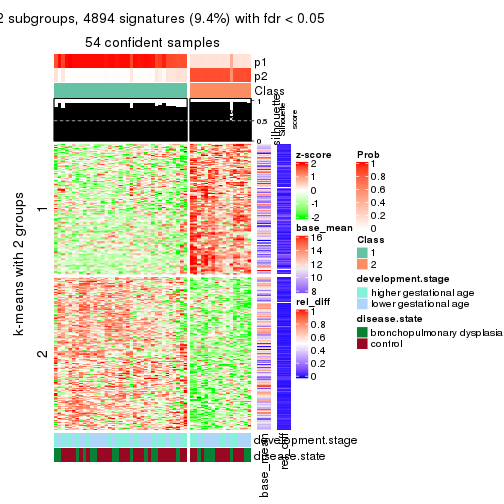 2 subgroups, 4894 signatures (9.4%) with fdr < 0.05
54 confident samples
p1
p2
Class
silhouette
Silhouette
score
1
0.5
0
k-means with 2 groups
1
2
z-score
2
1
0
-1
-2
base_mean
16
14
12
10
8
rel_diff
1
0.8
0.6
0.4
0.2
0
Prob
1
0.8
0.6
0.4
0.2
0
Class
1
2
development.stage
higher gestational age
lower gestational age
disease.state
bronchopulmonary dysplasia
control
development.stage
disease.state
base_mean
rel_diff